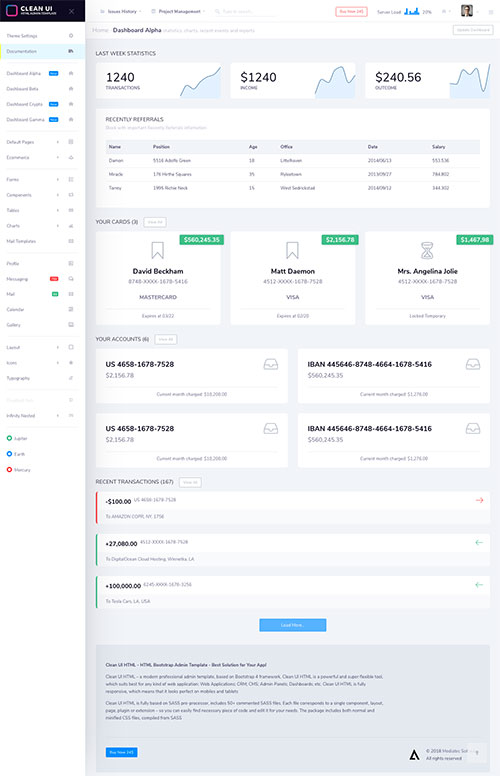 CLEAN UI
HTML ADMIN TEMPLATE
Theme Settings
Documentation
Dashboard Alpha
Dashboard Beta
Dashboard Crypto
Dashboard Gamma
Default Pages
Ecommerce
Forms
Components
Tables
Charts
Mail Templates
Profile
Messaging
Mail
Calendar
Gallery
Layout
Icons
Typography
Infinity Nested
Jupiter
Earth
Mercury
Issues History
Project Management
Type to search...
Buy Now 24$
Server Load 20%
Home Dashboard Alpha statistics, charts, recent events and reports
Update Dashboard
LAST WEEK STATISTICS
1240
TRANSACTIONS
$1240
INCOME
$240.56
OUTCOME
RECENTLY REFERRALS
Block with important Recently Referrals information
Name Position Age Office Date Salary
Damon 5516 Adolfo Green 18 Littelhaven 2014/06/13 553.536
Miracle 176 Hirthe Squares 35 Ryleetown 2013/09/27 784.802
Torrey 1995 Richie Neck 15 West Sedrickstad 2014/09/12 344.302
YOUR CARDS (3) View All
$560,245.35
David Beckham
8748-XXXX-1678-5416
MASTERCARD
Expires at 03/22
$2,156.78
Matt Daemon
4512-XXXX-1678-7528
VISA
Expires at 02/20
$1,467,98
Mrs. Angelina Jolie
4512-XXXX-1678-7528
VISA
Locked Temporary
YOUR ACCOUNTS (6) View All
US 4658-1678-7528
$2,156.78
Current month charged: $10,200.00
IBAN 445646-8748-4664-1678-5416
$560,245.35
Current month charged: $1,276.00
US 4658-1678-7528
$2,156.78
Current month charged: $10,200.00
IBAN 445646-8748-4664-1678-5416
$560,245.35
Current month charged: $1,276.00
RECENT TRANSACTIONS (167) View All
-$100.00 US 4658-1678-7528
To AMAZON COPR, NY, 1756
+27,080.00 4512-XXXX-1678-7528
To DigitalOcean Cloud Hosting, Winnetka, LA
+100,000.00 6245-XXXX-1678-3256
To Tesla Cars, LA, USA
Load More...
Clean UI HTML - HTML Bootstrap Admin Template - Best Solution for Your App!
Clean UI HTML - a modern professional admin template, based on Bootstrap 4 framework. Clean UI HTML is a powerful and super flexible tool,
which suits best for any kind of web application: Web Applications; CRM; CMS; Admin Panels; Dashboards; etc. Clean UI HTML is fully
responsive, which means that it looks perfect on mobiles and tablets
Clean UI HTML is fully based on SASS pre-processor, includes 50+ commented SASS files. Each file corresponds to a single component, layout,
page, plugin or extension - so you can easily find necessary piece of code and edit it for your needs. The package includes both normal and
minified CSS files, compiled from SASS
Buy Now 24$
© 2018 Mediatec
All rights reserved